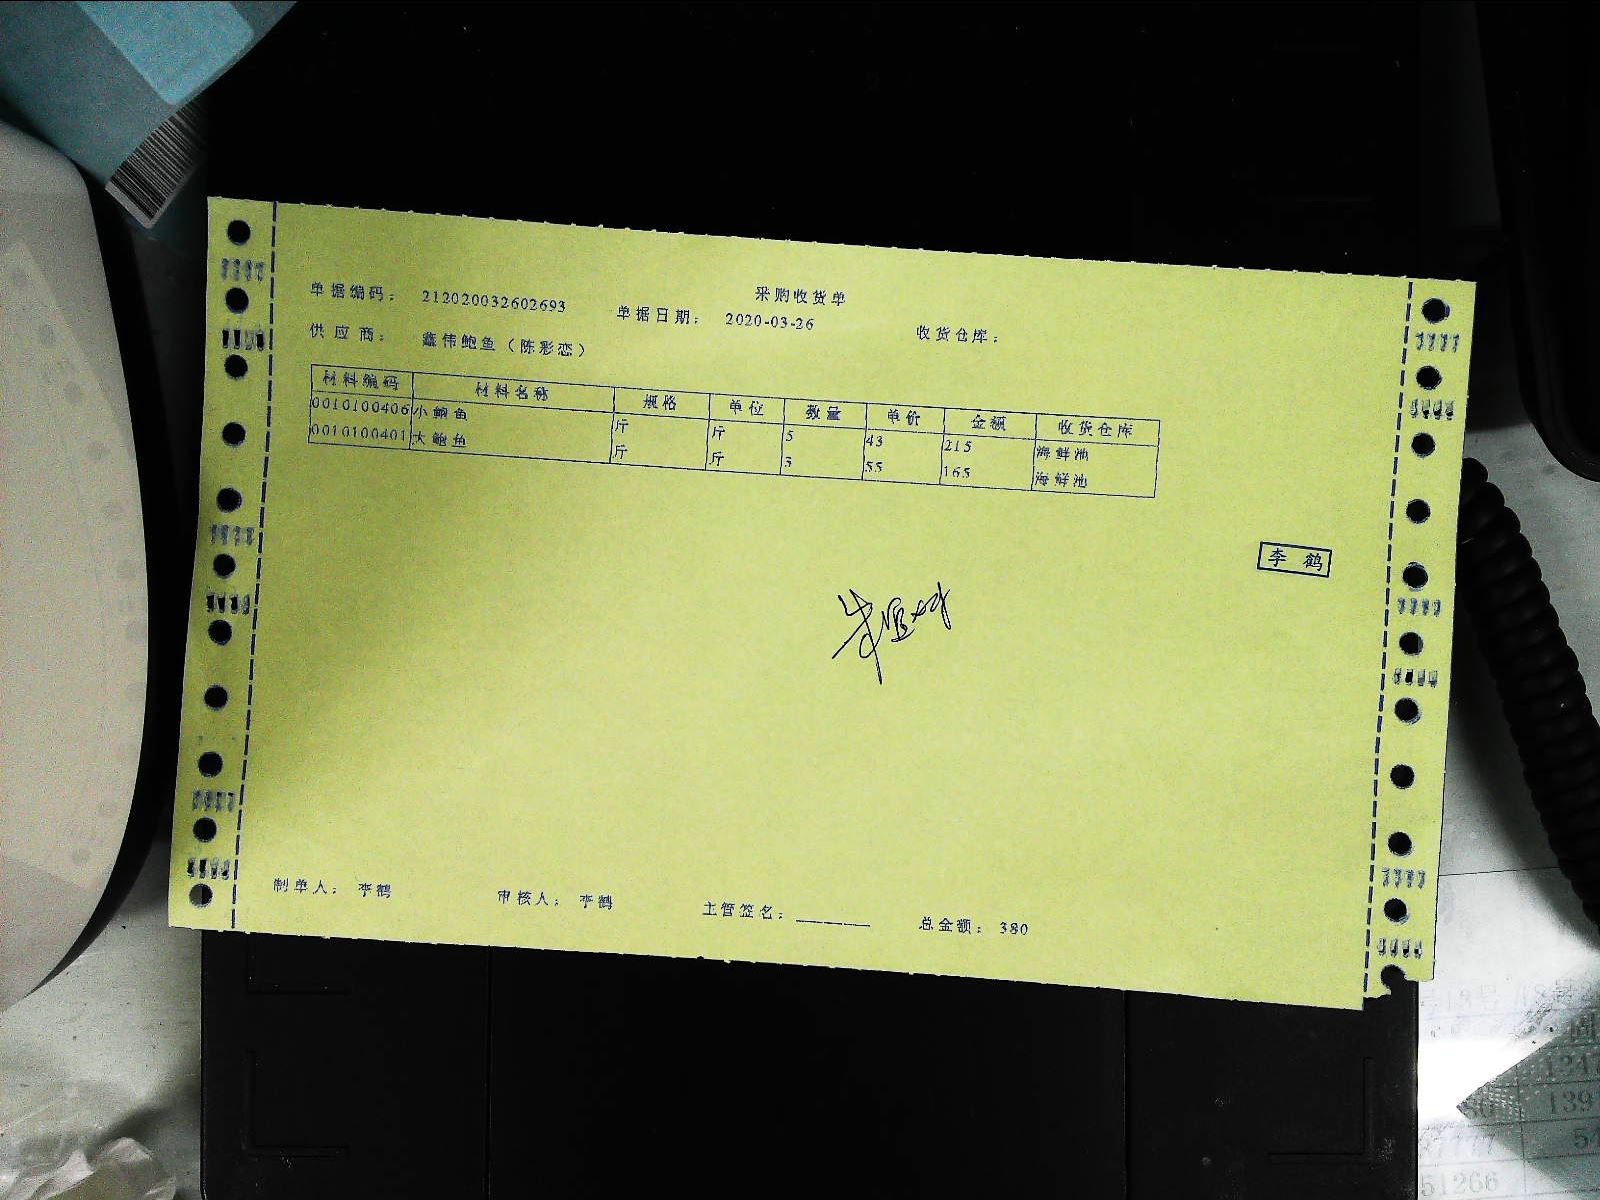 采购收货单
单据编码： 212020032602693 单据日期： 2020-03-26 收货仓库：
供 应 商： 鑫伟鲍鱼（陈彩恋）
材料编码 材料名称 规格 单位 数量 单价 金额 收货仓库
0010100406 小鲍鱼 斤 斤 5 43 215 海鲜池
0010100401 大鲍鱼 斤 斤 3 55 165 海鲜池
李 鹤
制单人： 李鹤 审核人： 李鹤 主管签名： 总金额： 380
1397
51266